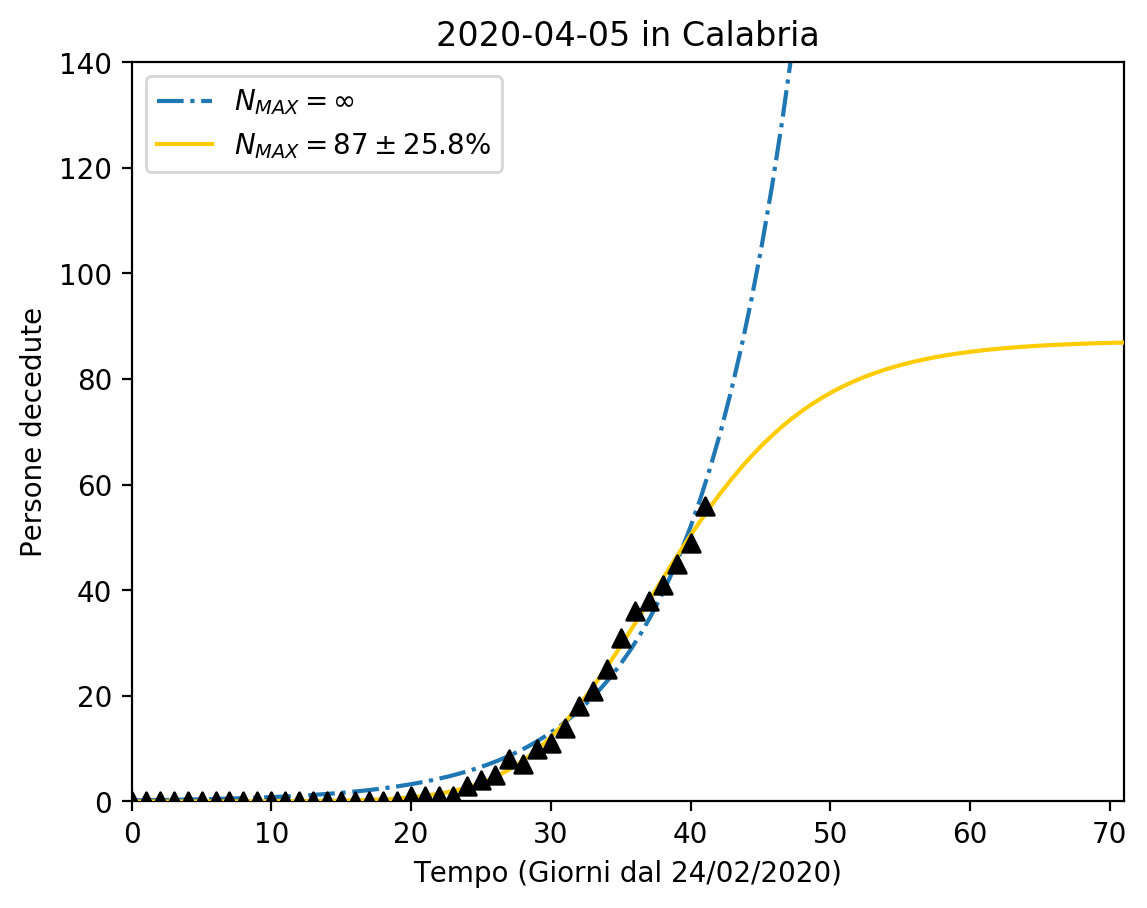 2020-04-05 in Calabria
N_MAX = ∞
N_MAX = 87 ± 25.8%
Persone decedute
140
120
100
80
60
40
20
0
0 10 20 30 40 50 60 70
Tempo (Giorni dal 24/02/2020)